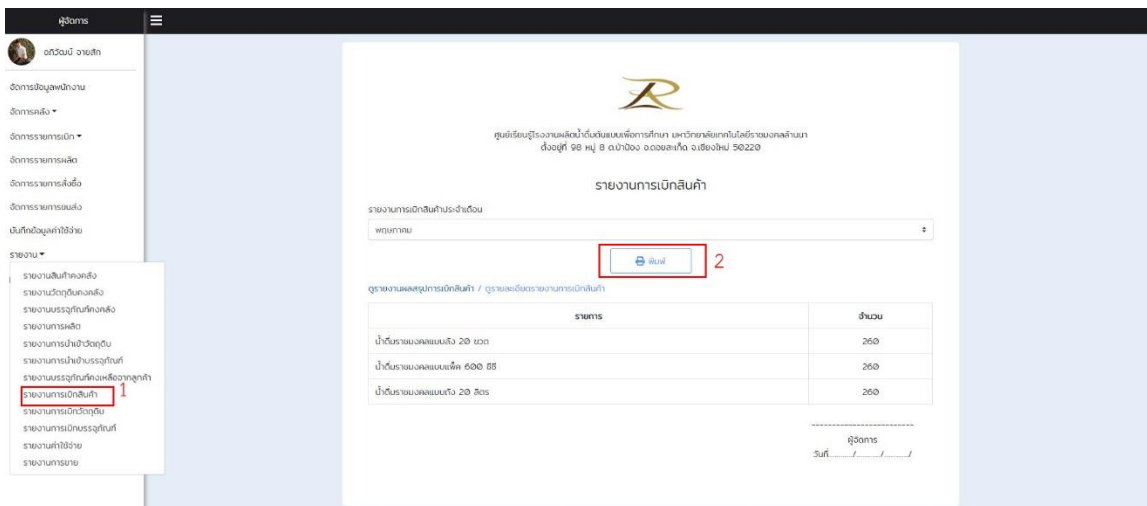 ผู้จัดการ
อภิวัฒน์ อายสัก
จัดการข้อมูลพนักงาน
จัดการคลัง
จัดการรายการเบิก
จัดการรายการผลิต
จัดการรายการสั่งซื้อ
จัดการรายการขนส่ง
บันทึกข้อมูลค่าใช้จ่าย
รายงาน
รายงานสินค้าคงคลัง
รายงานวัตถุดิบคงคลัง
รายงานบรรจุภัณฑ์คงคลัง
รายงานการผลิต
รายงานการนำเข้าวัตถุดิบ
รายงานการนำเข้าบรรจุภัณฑ์
รายงานบรรจุภัณฑ์คงเหลือจากลูกค้า
รายงานการเบิกสินค้า 1
รายงานการเบิกวัตถุดิบ
รายงานการเบิกบรรจุภัณฑ์
รายงานค่าใช้จ่าย
รายงานการขาย
ศูนย์เรียนรู้โรงงานผลิตน้ำดื่มต้นแบบเพื่อการศึกษา มหาวิทยาลัยเทคโนโลยีราชมงคลล้านนา
ตั้งอยู่ที่ 98 หมู่ 8 ต.ป่าป้อง อ.ดอยสะเก็ด จ.เชียงใหม่ 50220
รายงานการเบิกสินค้า
รายงานการเบิกสินค้าประจำเดือน
พฤษภาคม
พิมพ์ 2
ดูรายงานผลสรุปการเบิกสินค้า / ดูรายละเอียดรายงานการเบิกสินค้า
รายการ จำนวน
น้ำดื่มราชมงคลแบบลัง 20 ขวด 260
น้ำดื่มราชมงคลแบบแพ็ค 600 ซีซี 260
น้ำดื่มราชมงคลแบบถัง 20 ลิตร 260
-------------------------
ผู้จัดการ
วันที่........../........../........../